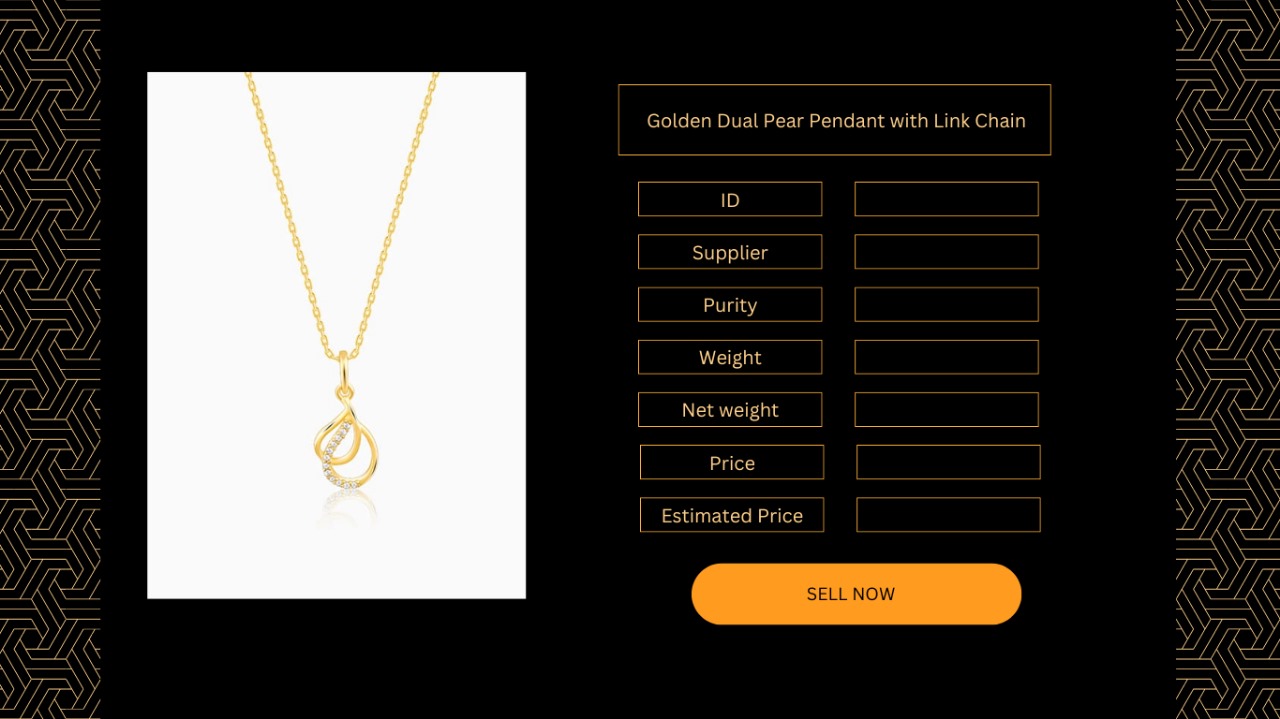 Golden Dual Pear Pendant with Link Chain
ID
Supplier
Purity
Weight
Net weight
Price
Estimated Price
SELL NOW